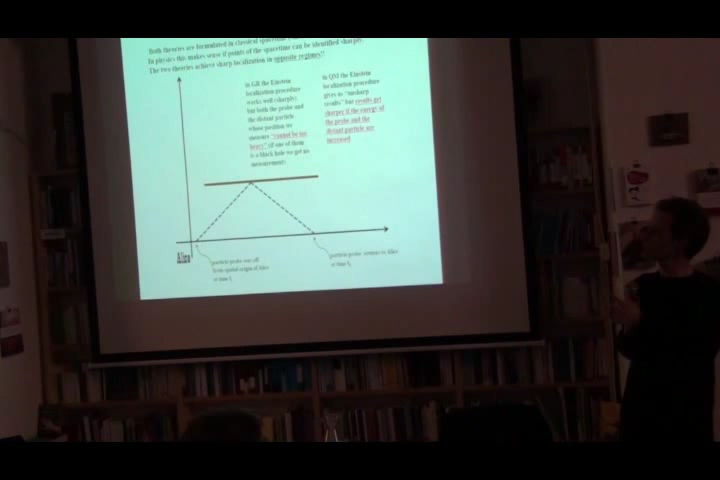 Both theories are formulated in classical spacetime
In physics this makes sense if points of the spacetime can be identified sharply
The two theories achieve sharp localization in opposite regimes!!
in GR the Einstein
localization procedure
works well (sharply)
but both the probe and
the distant particle
whose position we
measure "cannot be too
heavy" (if one of them
is a black hole we get no
measurement)
in QM the Einstein
localization procedure
gives to "unsharp
results" but results get
sharper if the energy of
the probe and the
distant particle are
increased
Alice
particle probe was off
from spatial origin of Alice
at time t1
particle probe returns to Alice
at time t2